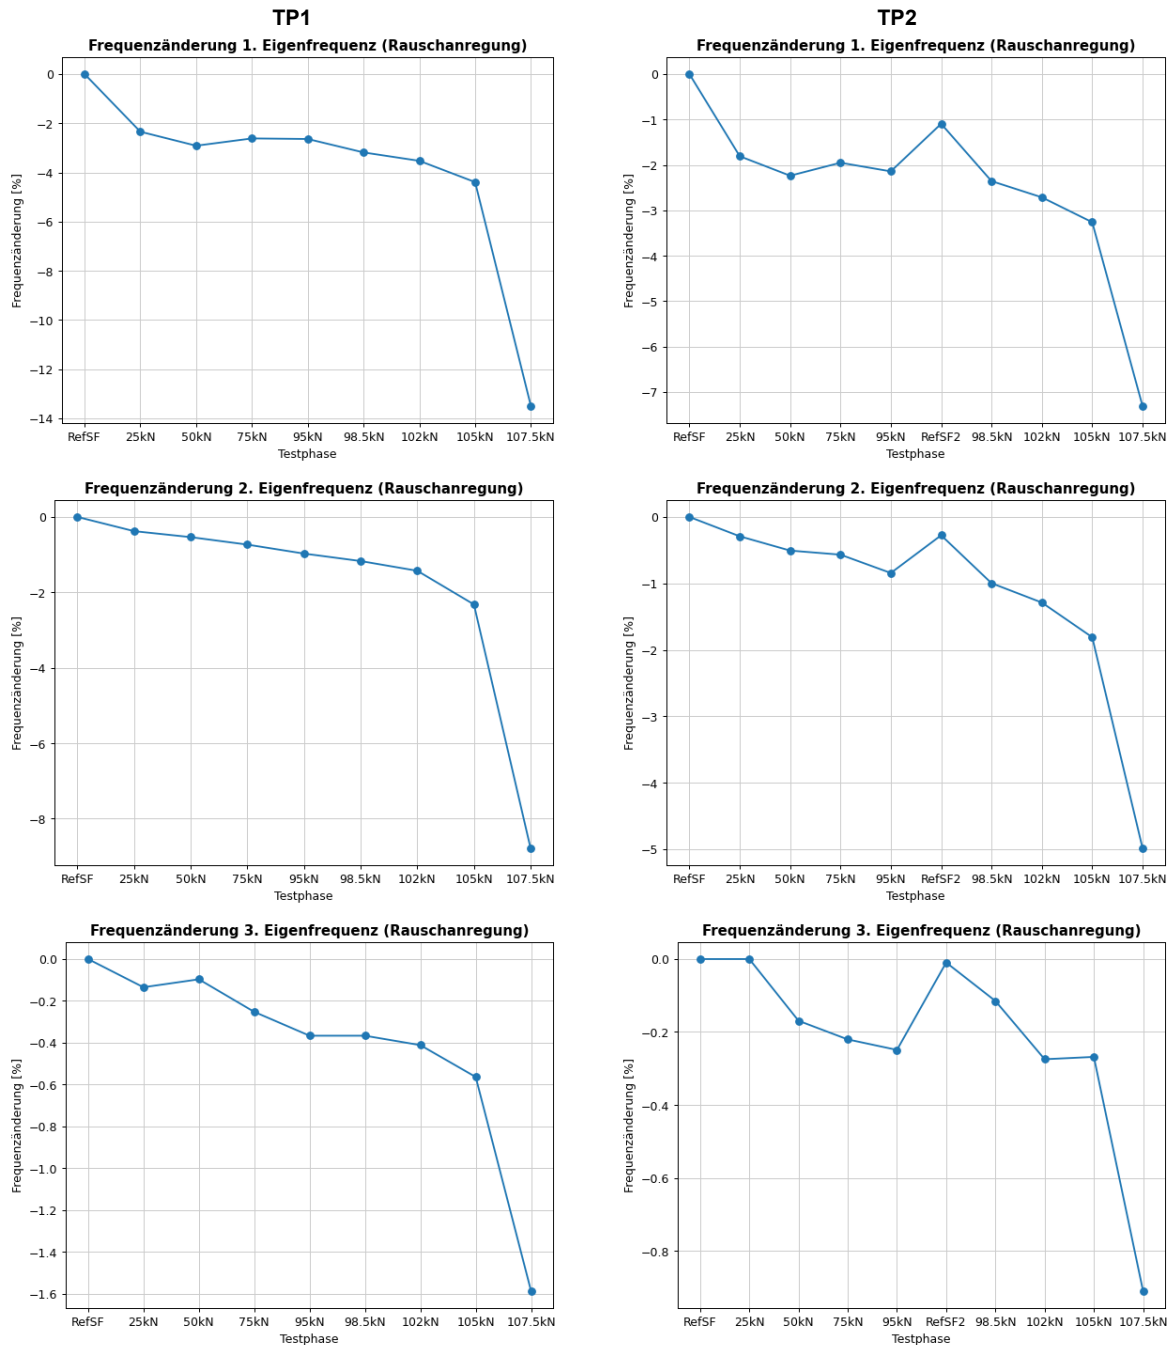 TP1
TP2
Frequenzänderung 1. Eigenfrequenz (Rauschanregung)
Frequenzänderung [%]
0
−2
−4
−6
−8
−10
−12
−14
RefSF 25kN 50kN 75kN 95kN 98.5kN 102kN 105kN 107.5kN
Testphase
Frequenzänderung 1. Eigenfrequenz (Rauschanregung)
Frequenzänderung [%]
0
−1
−2
−3
−4
−5
−6
−7
RefSF 25kN 50kN 75kN 95kN RefSF2 98.5kN 102kN 105kN 107.5kN
Testphase
Frequenzänderung 2. Eigenfrequenz (Rauschanregung)
Frequenzänderung [%]
0
−2
−4
−6
−8
RefSF 25kN 50kN 75kN 95kN 98.5kN 102kN 105kN 107.5kN
Testphase
Frequenzänderung 2. Eigenfrequenz (Rauschanregung)
Frequenzänderung [%]
0
−1
−2
−3
−4
−5
RefSF 25kN 50kN 75kN 95kN RefSF2 98.5kN 102kN 105kN 107.5kN
Testphase
Frequenzänderung 3. Eigenfrequenz (Rauschanregung)
Frequenzänderung [%]
0.0
−0.2
−0.4
−0.6
−0.8
−1.0
−1.2
−1.4
−1.6
RefSF 25kN 50kN 75kN 95kN 98.5kN 102kN 105kN 107.5kN
Testphase
Frequenzänderung 3. Eigenfrequenz (Rauschanregung)
Frequenzänderung [%]
0.0
−0.2
−0.4
−0.6
−0.8
RefSF 25kN 50kN 75kN 95kN RefSF2 98.5kN 102kN 105kN 107.5kN
Testphase